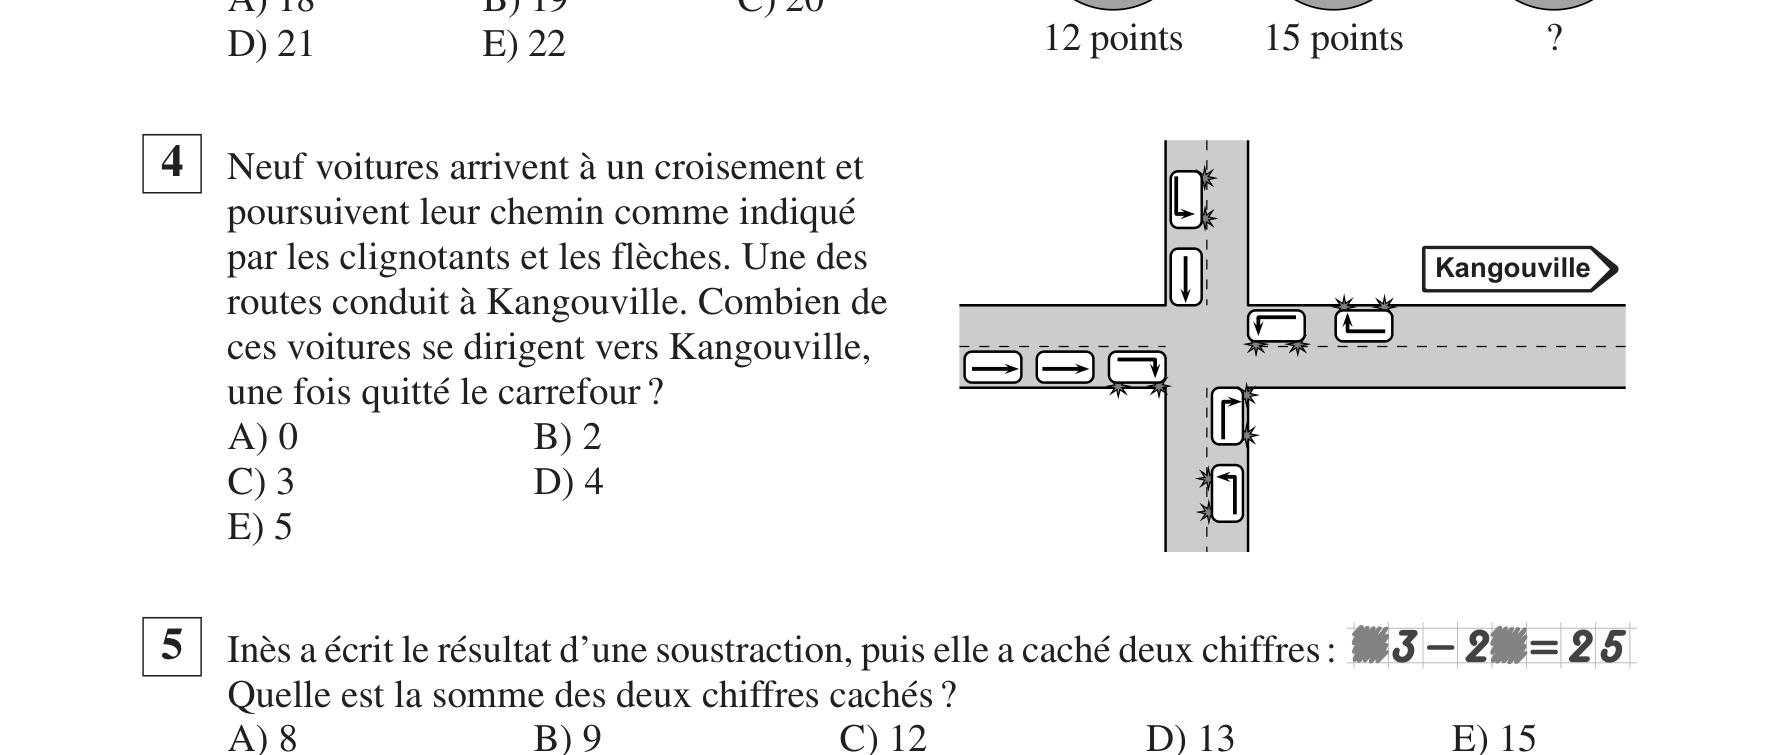 A) 18 B) 19 C) 20
D) 21 E) 22
12 points 15 points ?
4 Neuf voitures arrivent à un croisement et
poursuivent leur chemin comme indiqué
par les clignotants et les flèches. Une des
routes conduit à Kangouville. Combien de
ces voitures se dirigent vers Kangouville,
une fois quitté le carrefour ?
A) 0 B) 2
C) 3 D) 4
E) 5
Kangouville
5 Inès a écrit le résultat d’une soustraction, puis elle a caché deux chiffres : 3 – 2 = 25
Quelle est la somme des deux chiffres cachés ?
A) 8 B) 9 C) 12 D) 13 E) 15